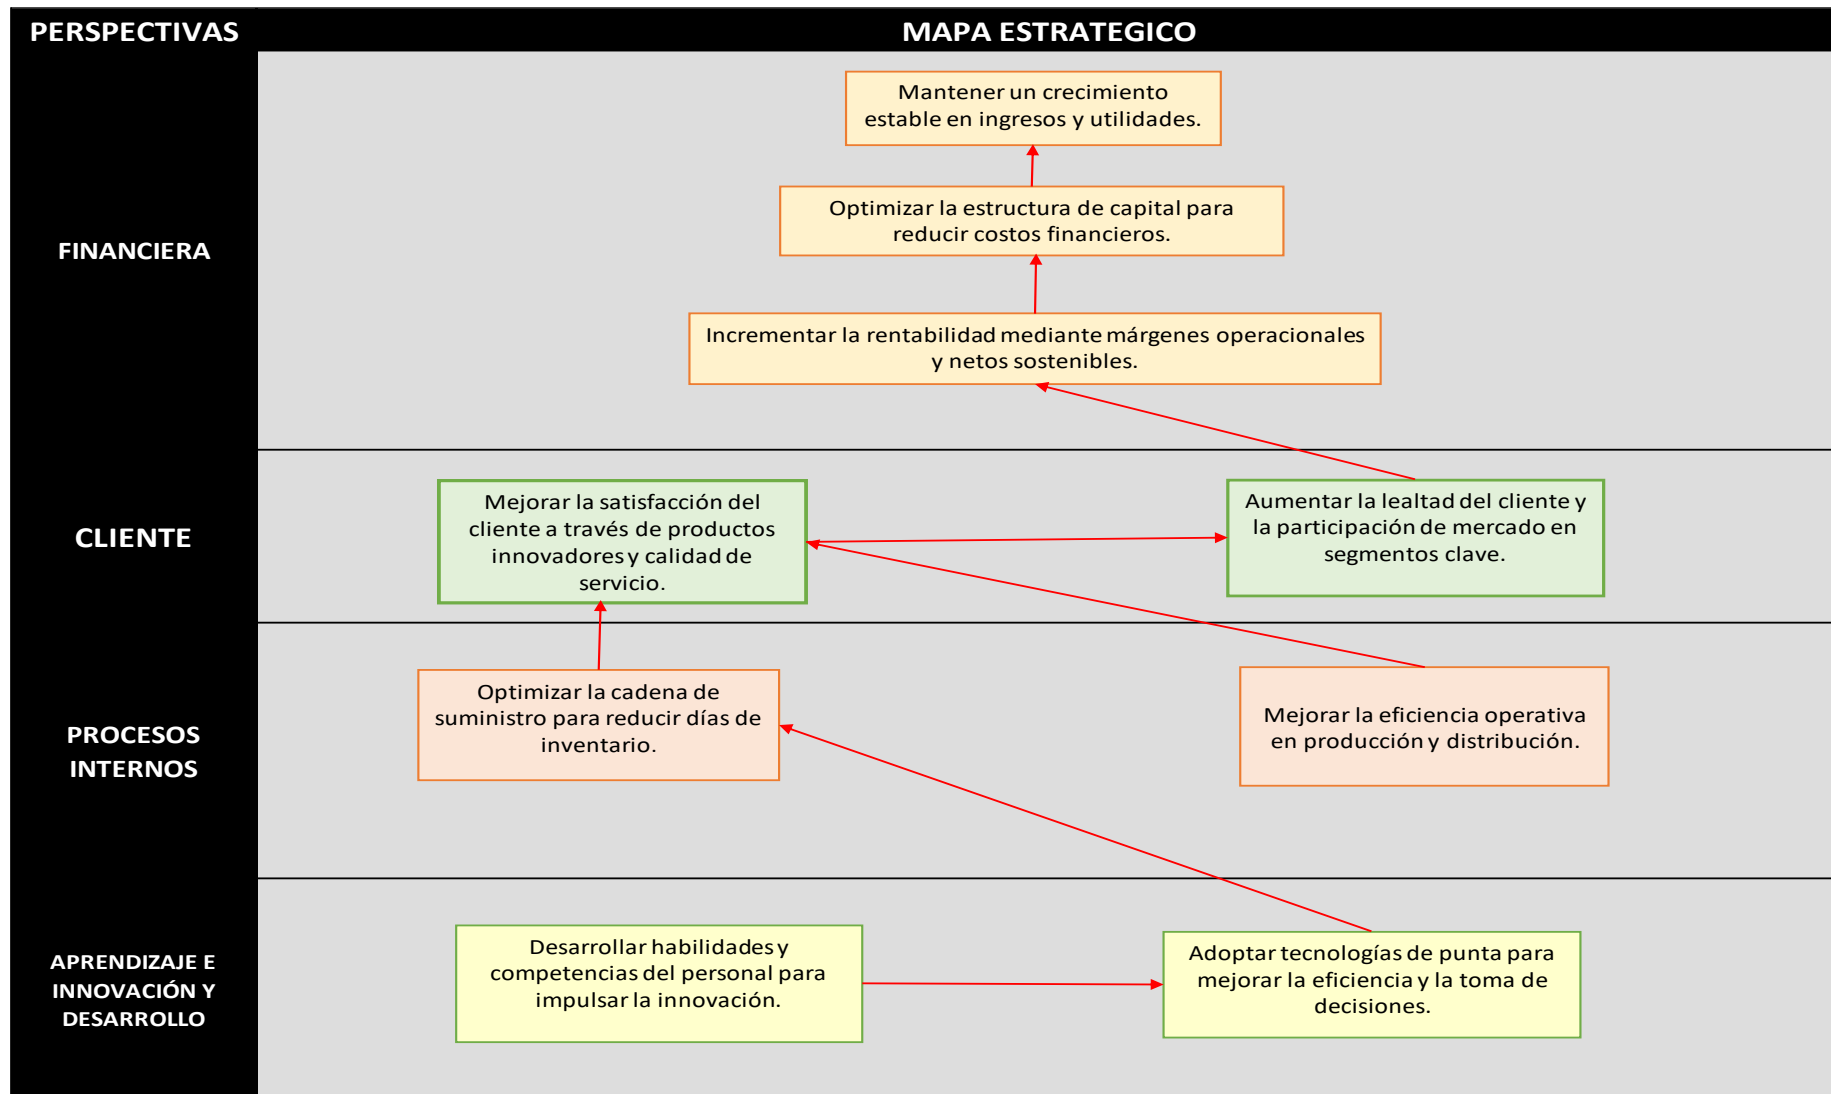 PERSPECTIVAS
MAPA ESTRATEGICO
FINANCIERA
Mantener un crecimiento
estable en ingresos y utilidades.
Optimizar la estructura de capital para
reducir costos financieros.
Incrementar la rentabilidad mediante márgenes operacionales
y netos sostenibles.
CLIENTE
Mejorar la satisfacción del
cliente a través de productos
innovadores y calidad de
servicio.
Aumentar la lealtad del cliente y
la participación de mercado en
segmentos clave.
PROCESOS
INTERNOS
Optimizar la cadena de
suministro para reducir días de
inventario.
Mejorar la eficiencia operativa
en producción y distribución.
APRENDIZAJE E
INNOVACIÓN Y
DESARROLLO
Desarrollar habilidades y
competencias del personal para
impulsar la innovación.
Adoptar tecnologías de punta para
mejorar la eficiencia y la toma de
decisiones.